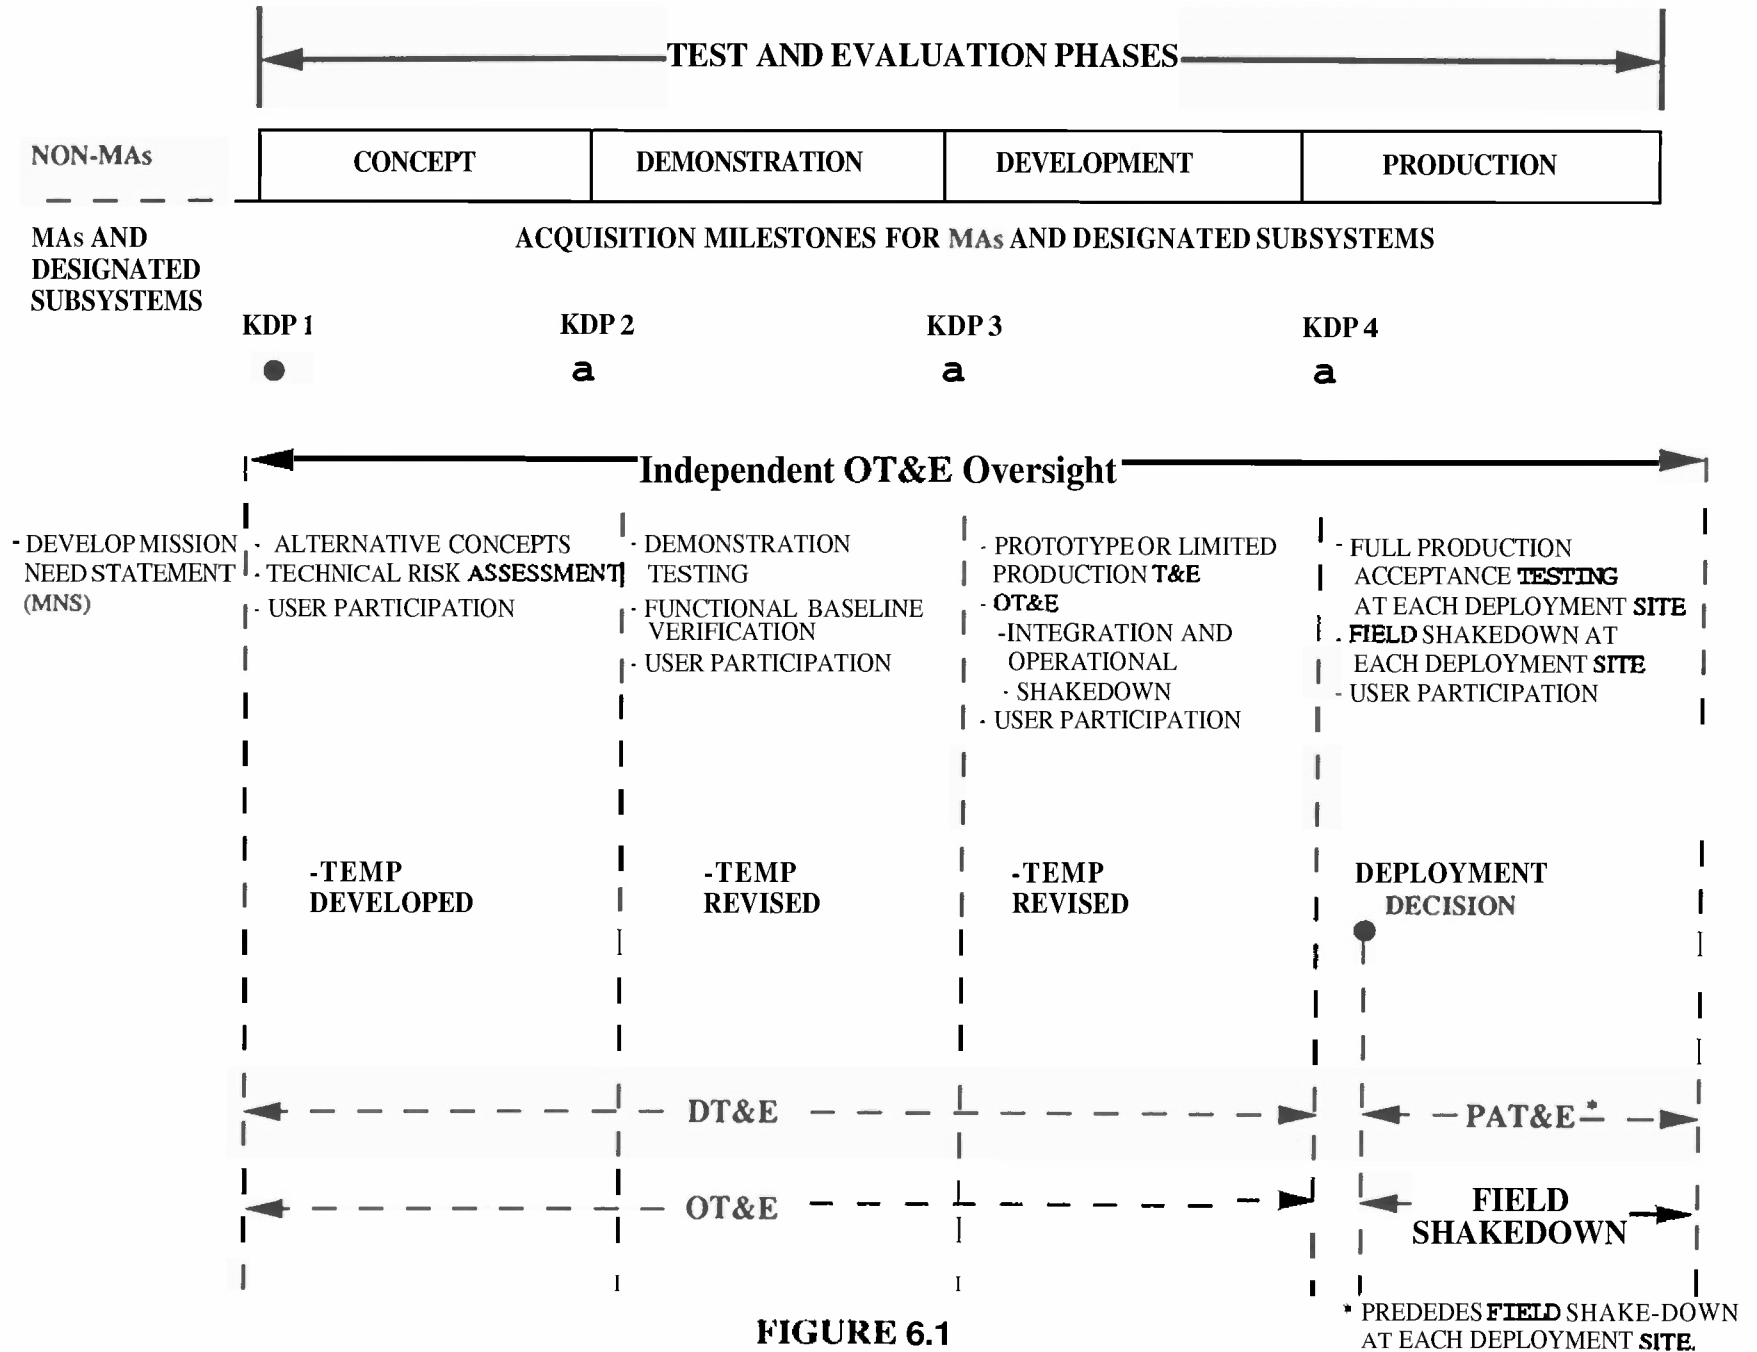 TEST AND EVALUATION PHASES
NON-MAs
CONCEPT
DEMONSTRATION
DEVELOPMENT
PRODUCTION
MAs AND
DESIGNATED
SUBSYSTEMS
ACQUISITION MILESTONES FOR MAs AND DESIGNATED SUBSYSTEMS
KDP 1
KDP 2
KDP 3
KDP 4
a
a
a
Independent OT&E Oversight
- DEVELOP MISSION
NEED STATEMENT
(MNS)
- ALTERNATIVE CONCEPTS
- TECHNICAL RISK ASSESSMENT
- USER PARTICIPATION
- DEMONSTRATION
TESTING
- FUNCTIONAL BASELINE
VERIFICATION
- USER PARTICIPATION
- PROTOTYPE OR LIMITED
PRODUCTION T&E
- OT&E
-INTEGRATION AND
OPERATIONAL
- SHAKEDOWN
- USER PARTICIPATION
- FULL PRODUCTION
ACCEPTANCE TESTING
AT EACH DEPLOYMENT SITE
. FIELD SHAKEDOWN AT
EACH DEPLOYMENT SITE
- USER PARTICIPATION
-TEMP
DEVELOPED
-TEMP
REVISED
-TEMP
REVISED
DEPLOYMENT
DECISION
DT&E
PAT&E *
OT&E
FIELD
SHAKEDOWN
* PREDEDES FIELD SHAKE-DOWN
AT EACH DEPLOYMENT SITE.
FIGURE 6.1